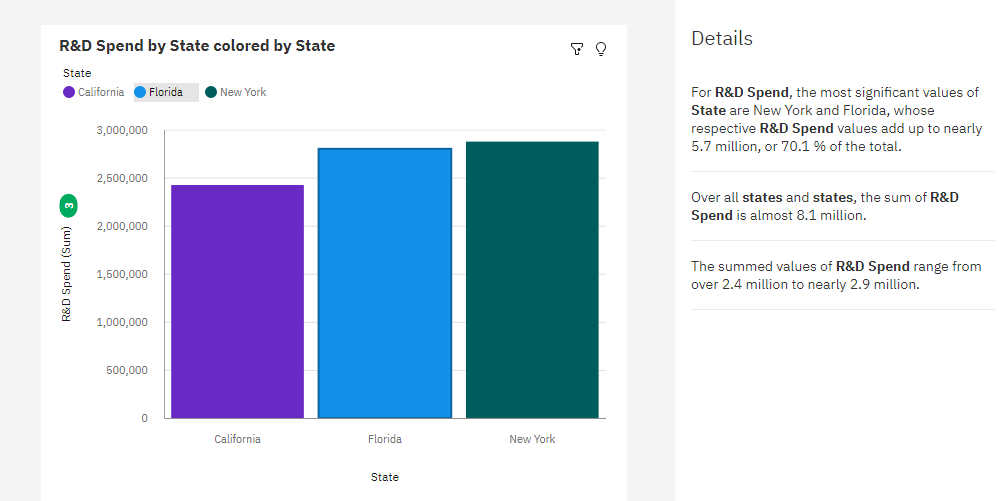 R&D Spend by State colored by State
State
California Florida New York
3,000,000
2,500,000
2,000,000
1,500,000
1,000,000
500,000
0
R&D Spend (Sum) 3
California Florida New York
State
Details
For R&D Spend, the most significant values of
State are New York and Florida, whose
respective R&D Spend values add up to nearly
5.7 million, or 70.1 % of the total.
Over all states and states, the sum of R&D
Spend is almost 8.1 million.
The summed values of R&D Spend range from
over 2.4 million to nearly 2.9 million.